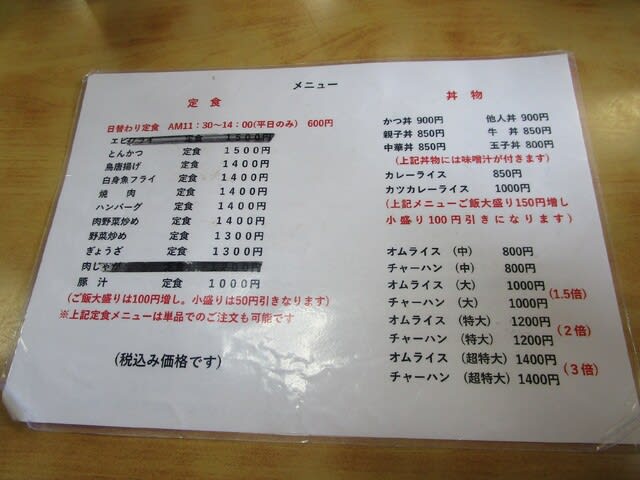 メニュー
定 食
日替わり定食 AM11:30～14:00(平日のみ) 600円
エビフライ 定食 1500円
とんかつ 定食 1500円
鳥唐揚げ 定食 1400円
白身魚フライ 定食 1400円
焼 肉 定食 1400円
ハンバーグ 定食 1400円
肉野菜炒め 定食 1400円
野菜炒め 定食 1300円
ぎょうざ 定食 1300円
肉じゃが
豚 汁 定食 1000円
(ご飯大盛りは100円増し。小盛りは50円引きなります)
※上記定食メニューは単品でのご注文も可能です
(税込み価格です)
丼 物
かつ丼 900円 他人丼 900円
親子丼 850円 牛 丼 850円
中華丼 850円 玉子丼 800円
(上記丼物には味噌汁が付きます)
カレーライス 850円
カツカレーライス 1000円
(上記メニューご飯大盛り150円増し
小盛り100円引きになります)
オムライス (中) 800円
チャーハン (中) 800円
オムライス (大) 1000円
チャーハン (大) 1000円
(1.5倍)
オムライス (特大) 1200円
チャーハン (特大) 1200円
(2倍)
オムライス (超特大) 1400円
チャーハン (超特大) 1400円
(3倍)